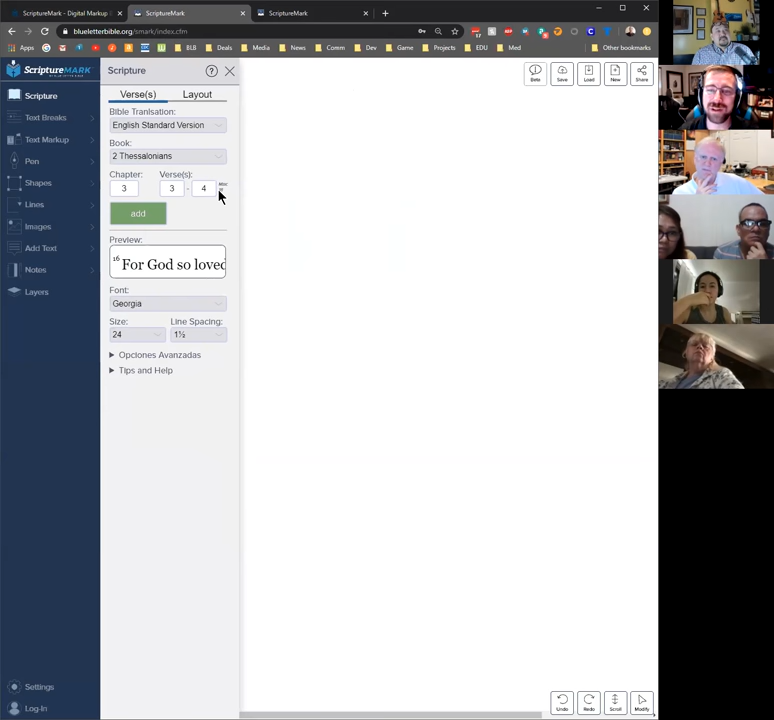 ScriptureMark - Digital Markup B
ScriptureMark
ScriptureMark
blueletterbible.org/smark/index.cfm
Apps
BLB
Deals
Media
News
Comm
Dev
Game
Projects
EDU
Med
Other bookmarks
SCRIPTUREMARK
Scripture
Text Breaks
Text Markup
Pen
Shapes
Lines
Images
Add Text
Notes
Layers
Settings
Log-In
Scripture
?
Verse(s)
Layout
Bible Tranlsation:
English Standard Version
Book:
2 Thessalonians
Chapter:
Verse(s):
3
3 - 4
add
Preview:
16 For God so loved
Font:
Georgia
Size:
Line Spacing:
24
1½
Opciones Avanzadas
Tips and Help
Beta
Save
Load
New
Share
Undo
Redo
Scroll
Modify